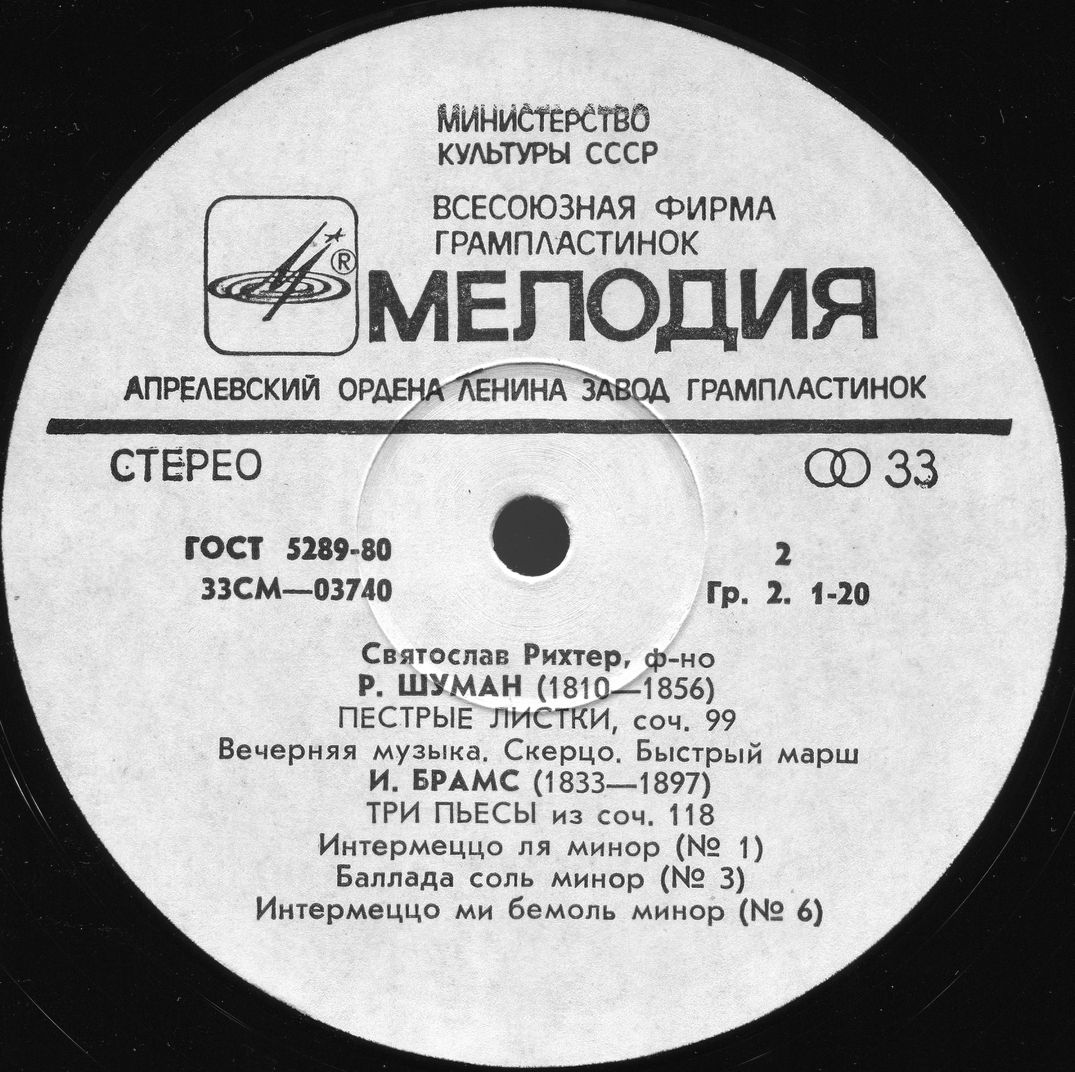 МИНИСТЕРСТВО
КУЛЬТУРЫ СССР
ВСЕСОЮЗНАЯ ФИРМА
ГРАМПЛАСТИНОК
®
МЕЛОДИЯ
АПРЕЛЕВСКИЙ ОРДЕНА ЛЕНИНА ЗАВОД ГРАМПЛАСТИНОК
СТЕРЕО
33
ГОСТ 5289-80
33СМ—03740
2
Гр. 2. 1-20
Святослав Рихтер, ф-но
Р. ШУМАН (1810—1856)
ПЕСТРЫЕ ЛИСТКИ, соч. 99
Вечерняя музыка. Скерцо. Быстрый марш
И. БРАМС (1833—1897)
ТРИ ПЬЕСЫ из соч. 118
Интермеццо ля минор (№ 1)
Баллада соль минор (№ 3)
Интермеццо ми бемоль минор (№ 6)